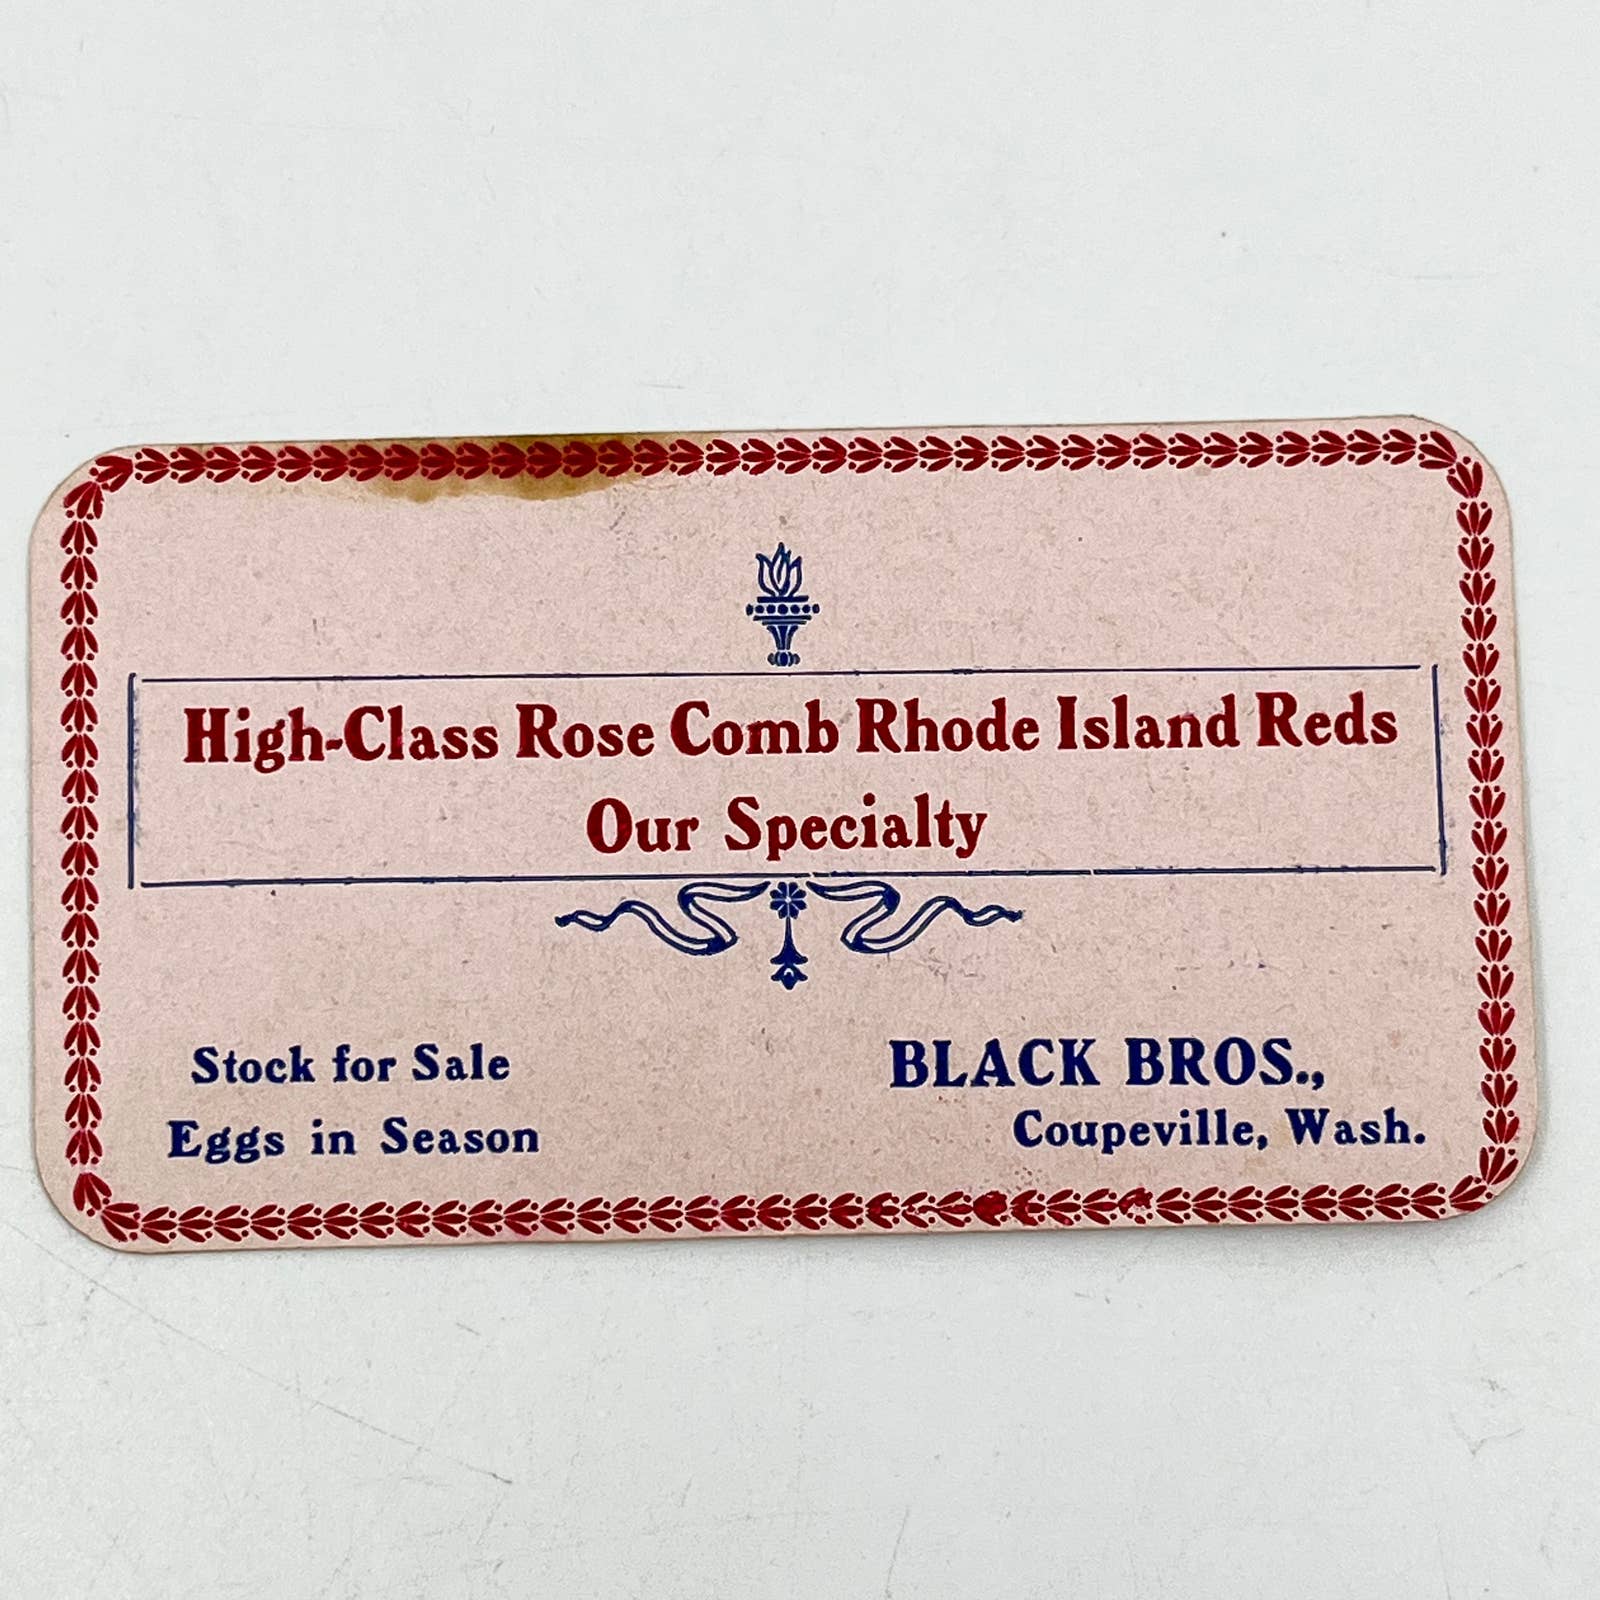 High-Class Rose Comb Rhode Island Reds
Our Specialty
Stock for Sale
Eggs in Season
BLACK BROS.,
Coupeville, Wash.